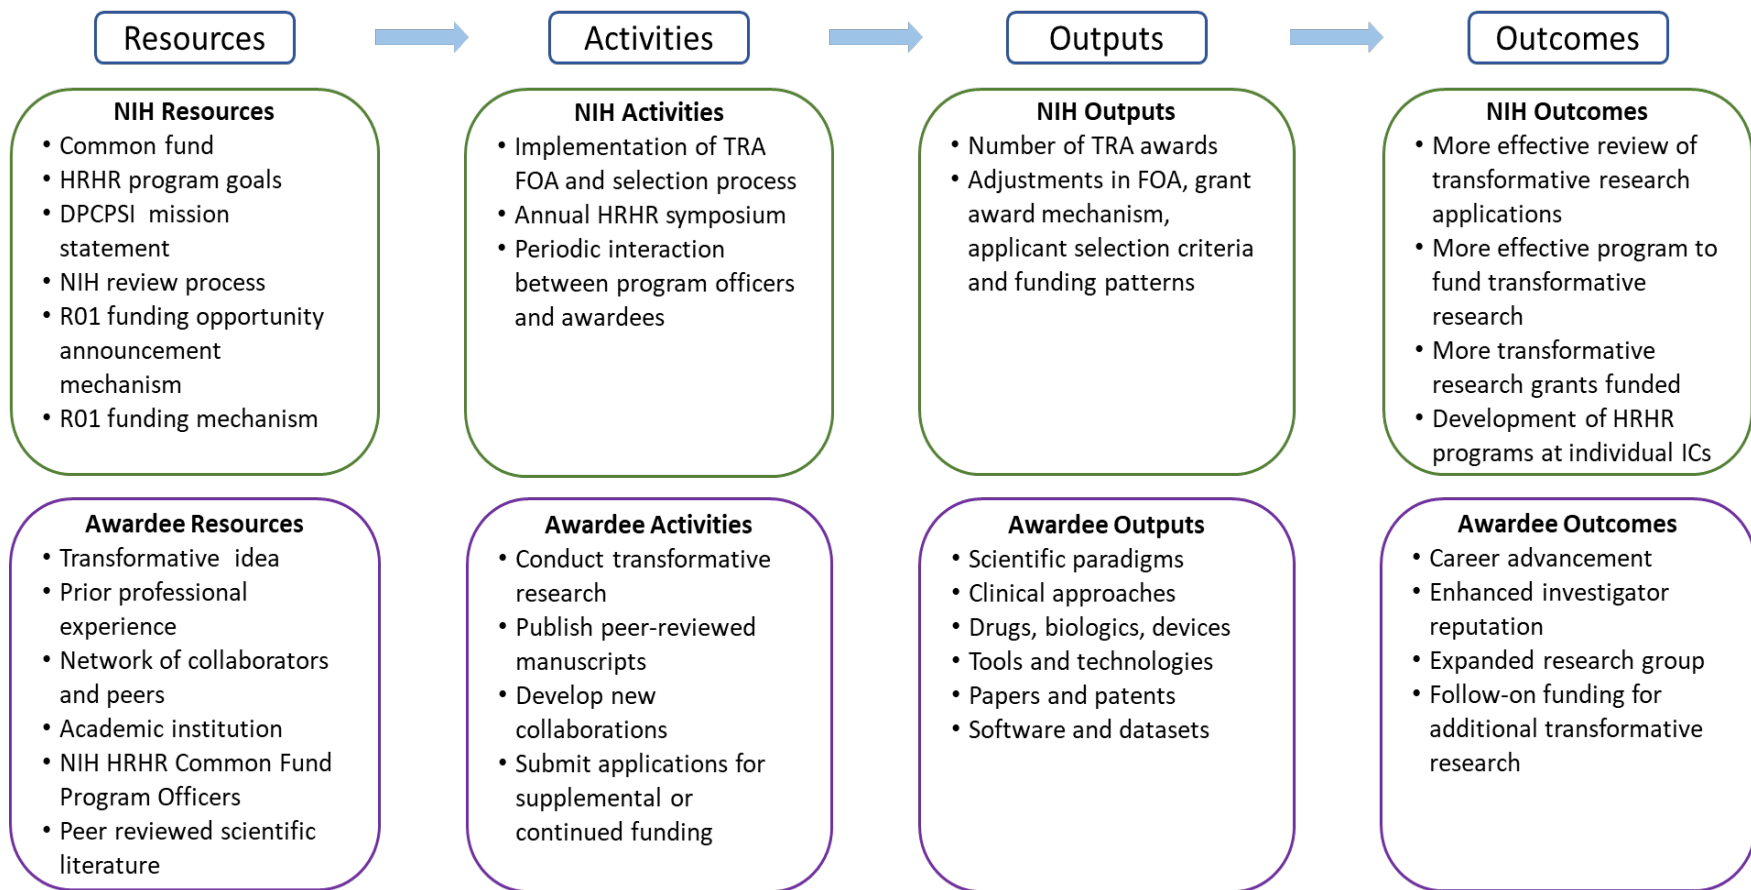 Resources
Activities
Outputs
Outcomes
NIH Resources
• Common fund
• HRHR program goals
• DPCPSI mission
statement
• NIH review process
• R01 funding opportunity
announcement
mechanism
• R01 funding mechanism
NIH Activities
• Implementation of TRA
FOA and selection process
• Annual HRHR symposium
• Periodic interaction
between program officers
and awardees
NIH Outputs
• Number of TRA awards
• Adjustments in FOA, grant
award mechanism,
applicant selection criteria
and funding patterns
NIH Outcomes
• More effective review of
transformative research
applications
• More effective program to
fund transformative
research
• More transformative
research grants funded
• Development of HRHR
programs at individual ICs
Awardee Resources
• Transformative idea
• Prior professional
experience
• Network of collaborators
and peers
• Academic institution
• NIH HRHR Common Fund
Program Officers
• Peer reviewed scientific
literature
Awardee Activities
• Conduct transformative
research
• Publish peer-reviewed
manuscripts
• Develop new
collaborations
• Submit applications for
supplemental or
continued funding
Awardee Outputs
• Scientific paradigms
• Clinical approaches
• Drugs, biologics, devices
• Tools and technologies
• Papers and patents
• Software and datasets
Awardee Outcomes
• Career advancement
• Enhanced investigator
reputation
• Expanded research group
• Follow-on funding for
additional transformative
research